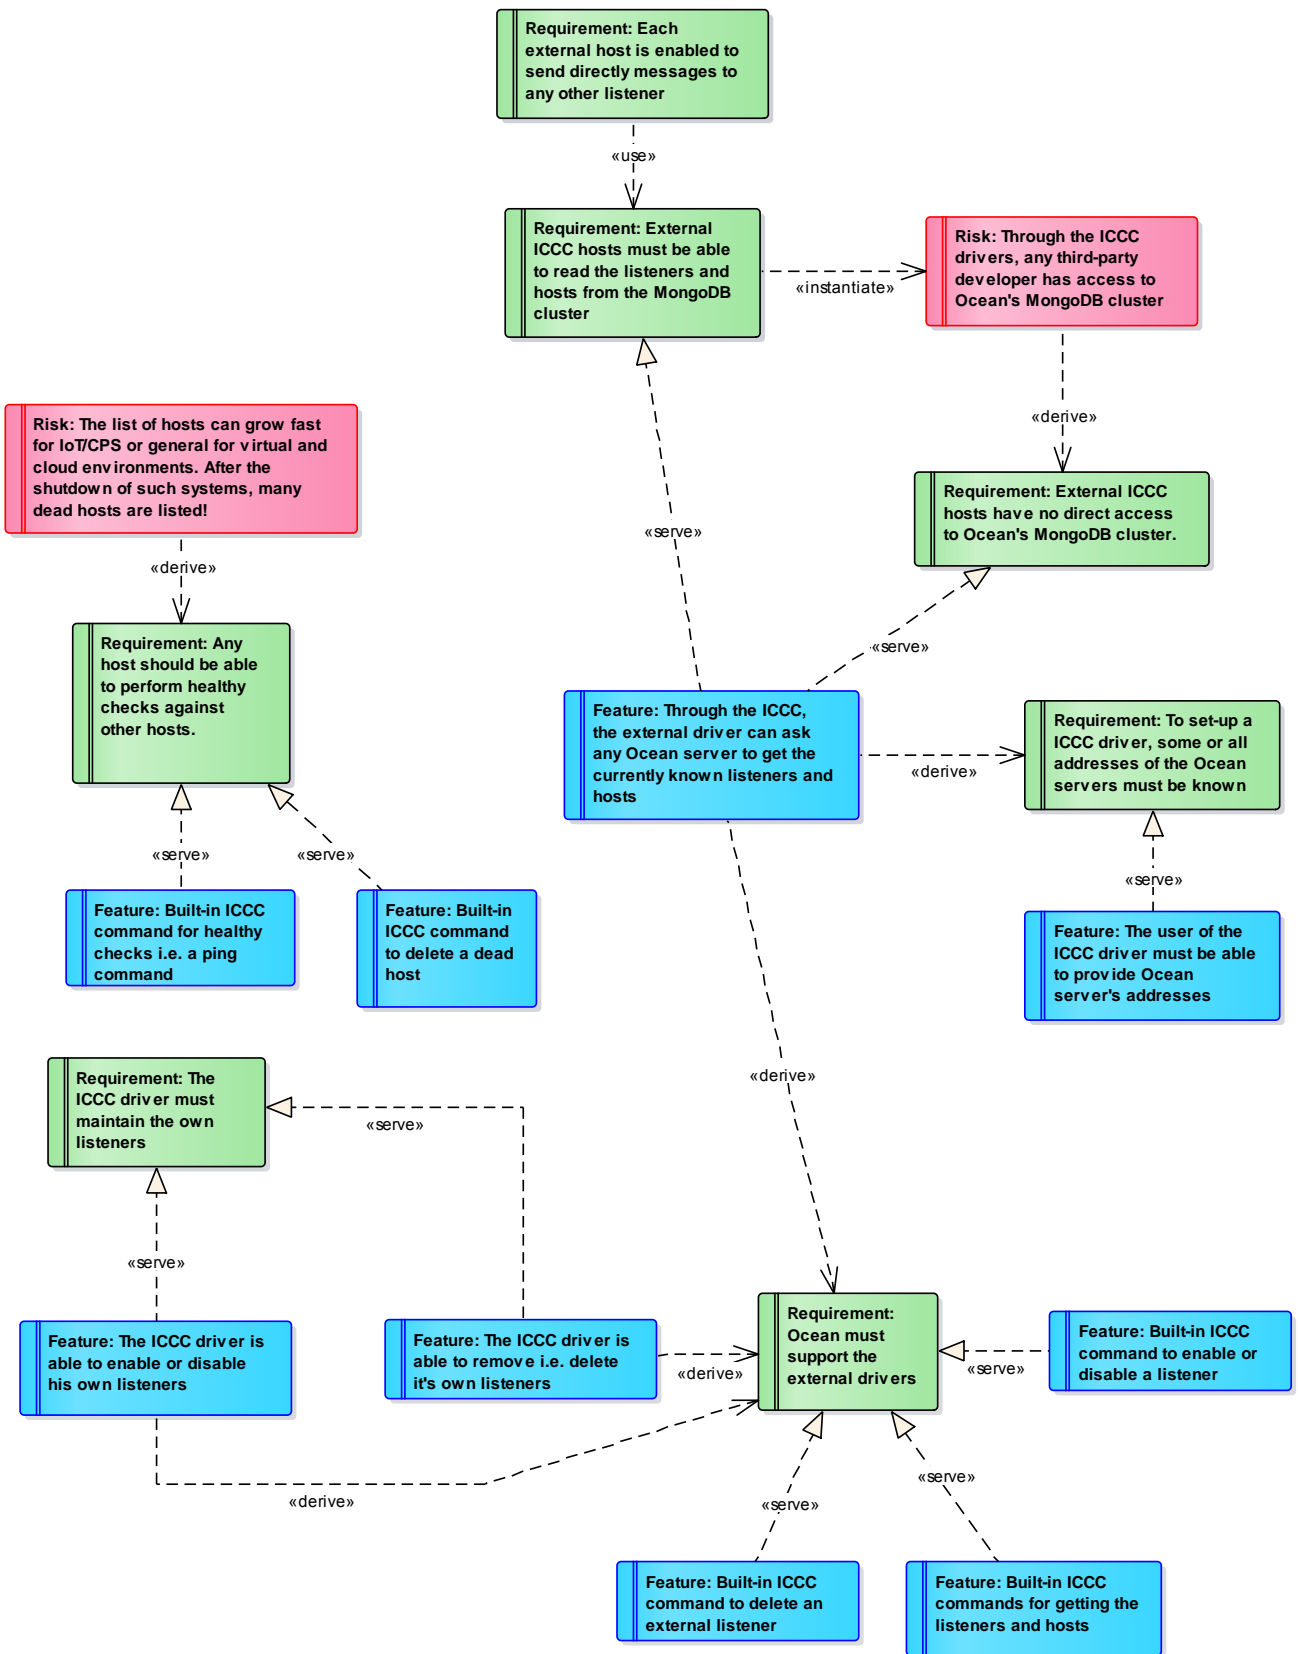 Requirement: Each
external host is enabled to
send directly messages to
any other listener
«use»
Requirement: External
ICCC hosts must be able
to read the listeners and
hosts from the MongoDB
cluster
«instantiate»
Risk: Through the ICCC
drivers, any third-party
developer has access to
Ocean's MongoDB cluster
«derive»
Risk: The list of hosts can grow fast
for IoT/CPS or general for virtual and
cloud environments. After the
shutdown of such systems, many
dead hosts are listed!
«derive»
Requirement: External ICCC
hosts have no direct access
to Ocean's MongoDB cluster.
«serve»
«serve»
Requirement: Any
host should be able
to perform healthy
checks against
other hosts.
Feature: Through the ICCC,
the external driver can ask
any Ocean server to get the
currently known listeners and
hosts
«derive»
Requirement: To set-up a
ICCC driver, some or all
addresses of the Ocean
servers must be known
«serve»
«serve»
«serve»
Feature: Built-in ICCC
command for healthy
checks i.e. a ping
command
Feature: Built-in
ICCC command
to delete a dead
host
Feature: The user of the
ICCC driver must be able
to provide Ocean
server's addresses
«derive»
Requirement: The
ICCC driver must
maintain the own
listeners
«serve»
«serve»
Feature: The ICCC driver is
able to enable or disable
his own listeners
Feature: The ICCC driver is
able to remove i.e. delete
it's own listeners
«derive»
Requirement:
Ocean must
support the
external drivers
«serve»
Feature: Built-in ICCC
command to enable or
disable a listener
«derive»
«serve»
«serve»
Feature: Built-in ICCC
command to delete an
external listener
Feature: Built-in ICCC
commands for getting the
listeners and hosts